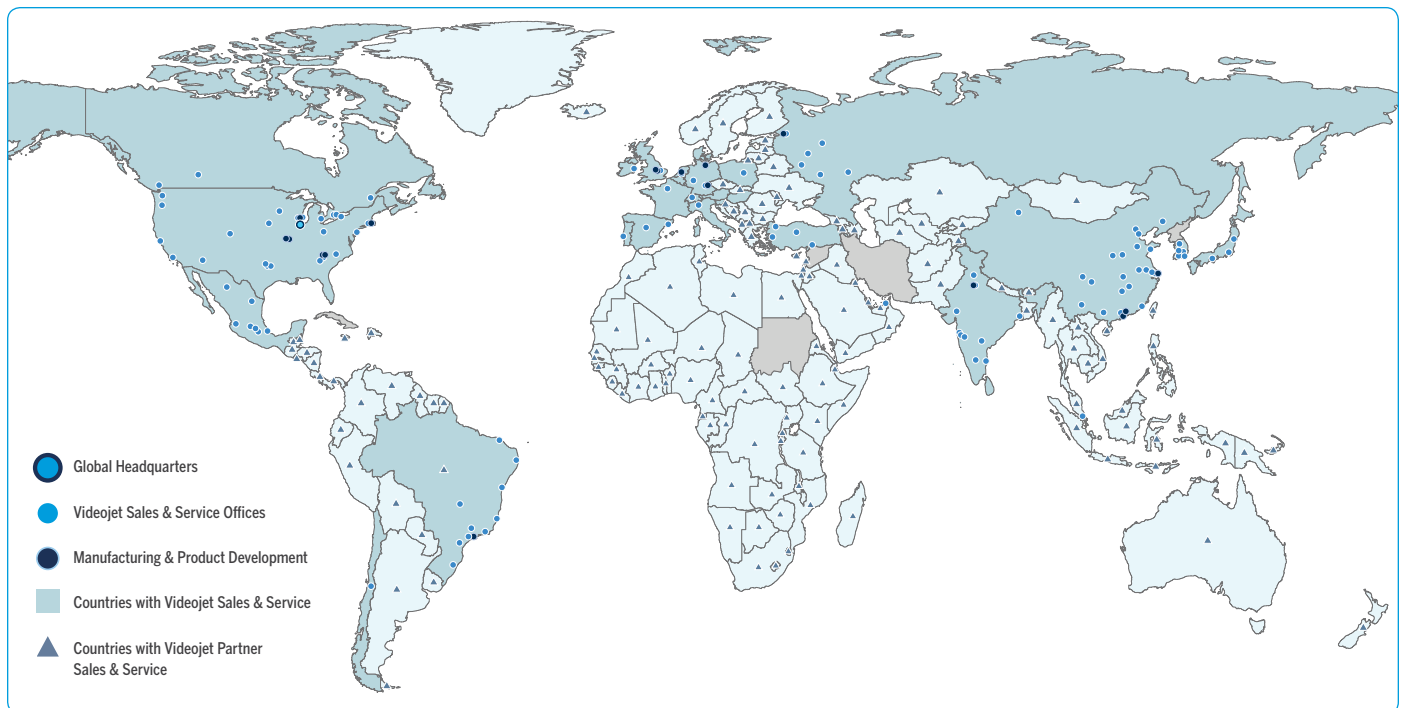 Global Headquarters
Videojet Sales & Service Offices
Manufacturing & Product Development
Countries with Videojet Sales & Service
Countries with Videojet Partner
Sales & Service